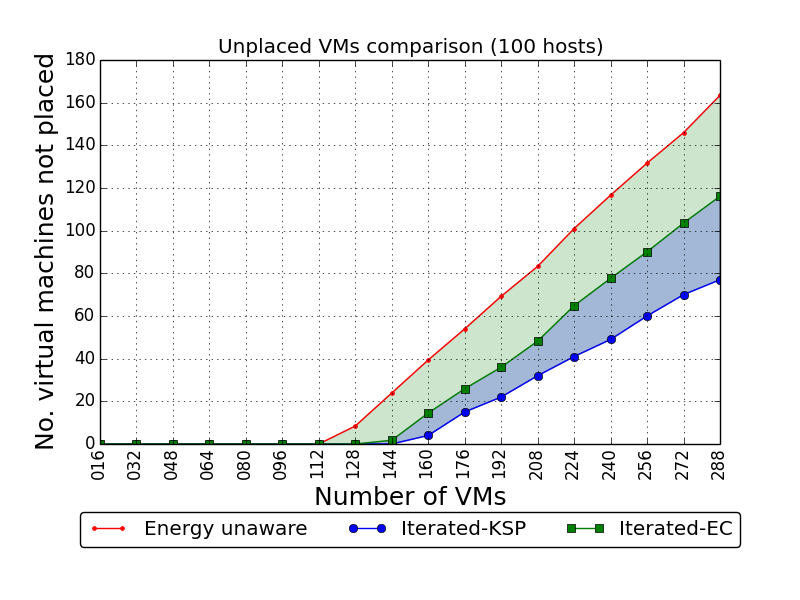 Unplaced VMs comparison (100 hosts)
No. virtual machines not placed
180
160
140
120
100
80
60
40
20
0
016 032 048 064 080 096 112 128 144 160 176 192 208 224 240 256 272 288
Number of VMs
Energy unaware Iterated-KSP Iterated-EC